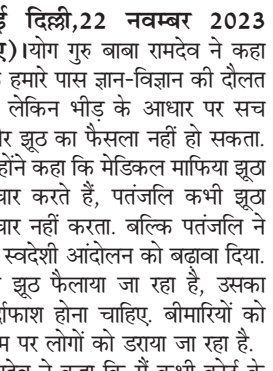 दिल्ली,22 नवम्बर 2023
)।योग गुरु बाबा रामदेव ने कहा
हमारे पास ज्ञान-विज्ञान की दौलत
लेकिन भीड़ के आधार पर सच
झूठ का फैसला नहीं हो सकता.
कहा कि मेडिकल माफिया झूठा
करते हैं, पतंजलि कभी झूठा
नहीं करता. बल्कि पतंजलि ने
स्वदेशी आंदोलन को बढ़ावा दिया.
झूठ फैलाया जा रहा है, उसका
होना चाहिए. बीमारियों को
पर लोगों को डराया जा रहा है.